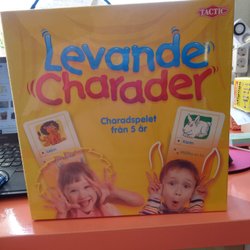 TACTIC
Levande
Charader
Charadspelet
från 5 år